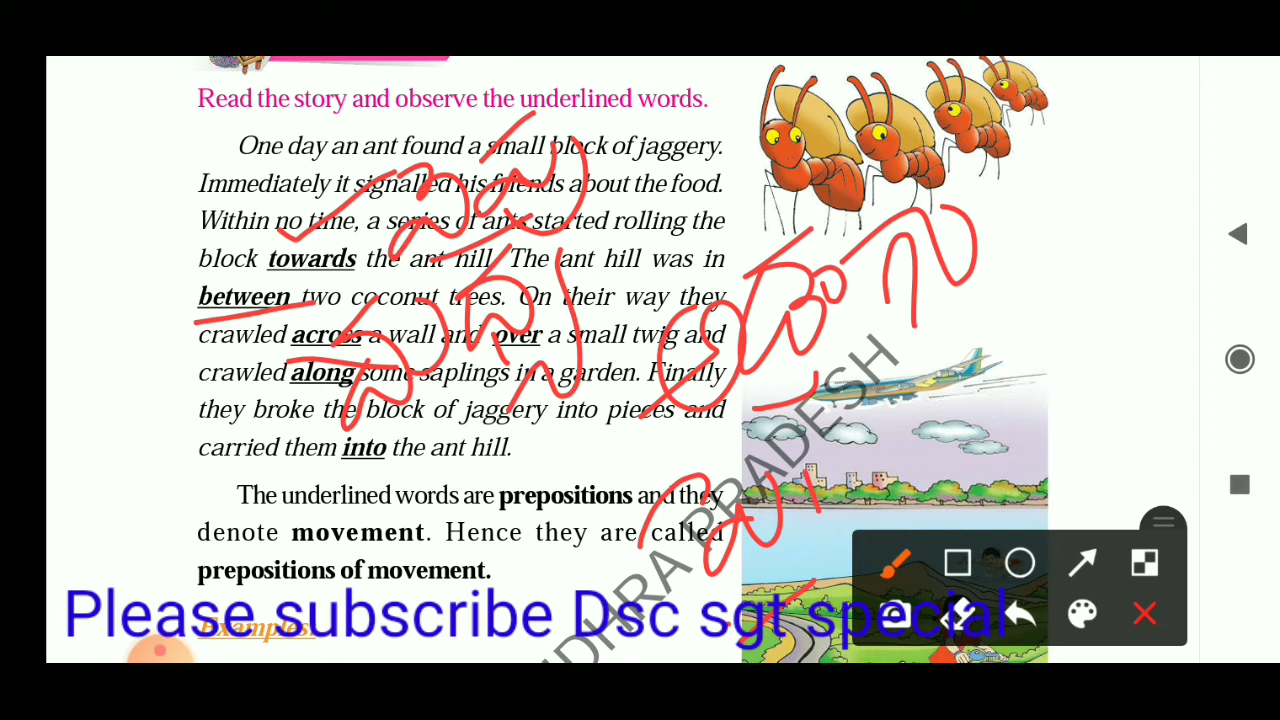 Read the story and observe the underlined words.
One day an ant found a small block of jaggery.
Immediately it signalled his friends about the food.
Within no time, a series of ants started rolling the
block towards the ant hill. The ant hill was in
between two coconut trees. On their way they
crawled across a wall and over a small twig and
crawled along some saplings in a garden. Finally
they broke the block of jaggery into pieces and
carried them into the ant hill.
The underlined words are prepositions and they
denote movement. Hence they are called
prepositions of movement.
Examples:
Please subscribe Dsc sgt special
ANDHRA PRADESH